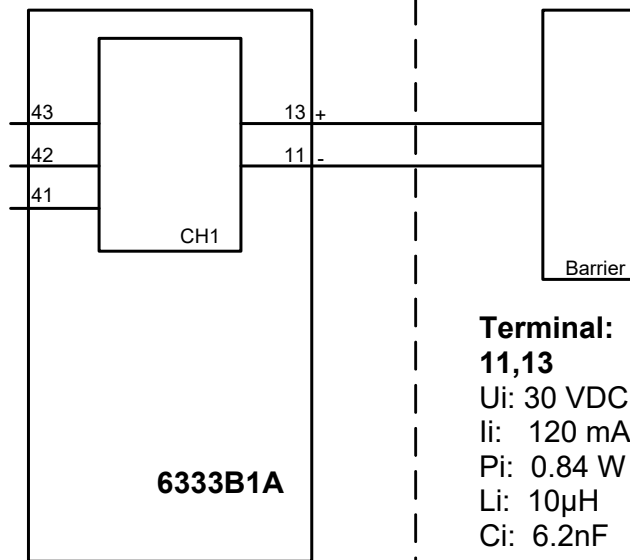 43
13 +
42
11 -
41
CH1
Barrier
Terminal:
11,13
Ui: 30 VDC
Ii: 120 mA
Pi: 0.84 W
Li: 10µH
Ci: 6.2nF
6333B1A